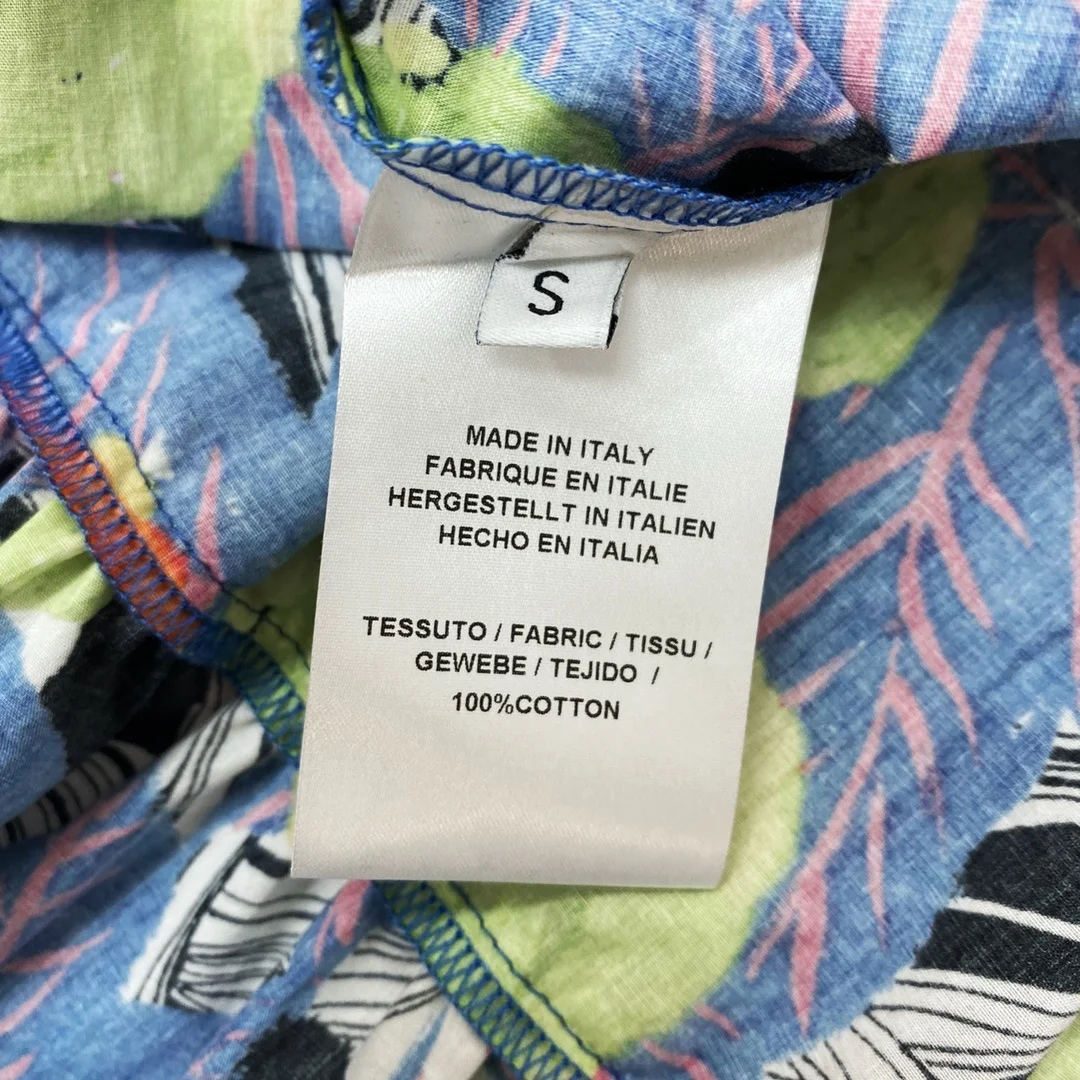 S
MADE IN ITALY
FABRIQUE EN ITALIE
HERGESTELLT IN ITALIEN
HECHO EN ITALIA
TESSUTO / FABRIC / TISSU /
GEWEBE / TEJIDO /
100%COTTON